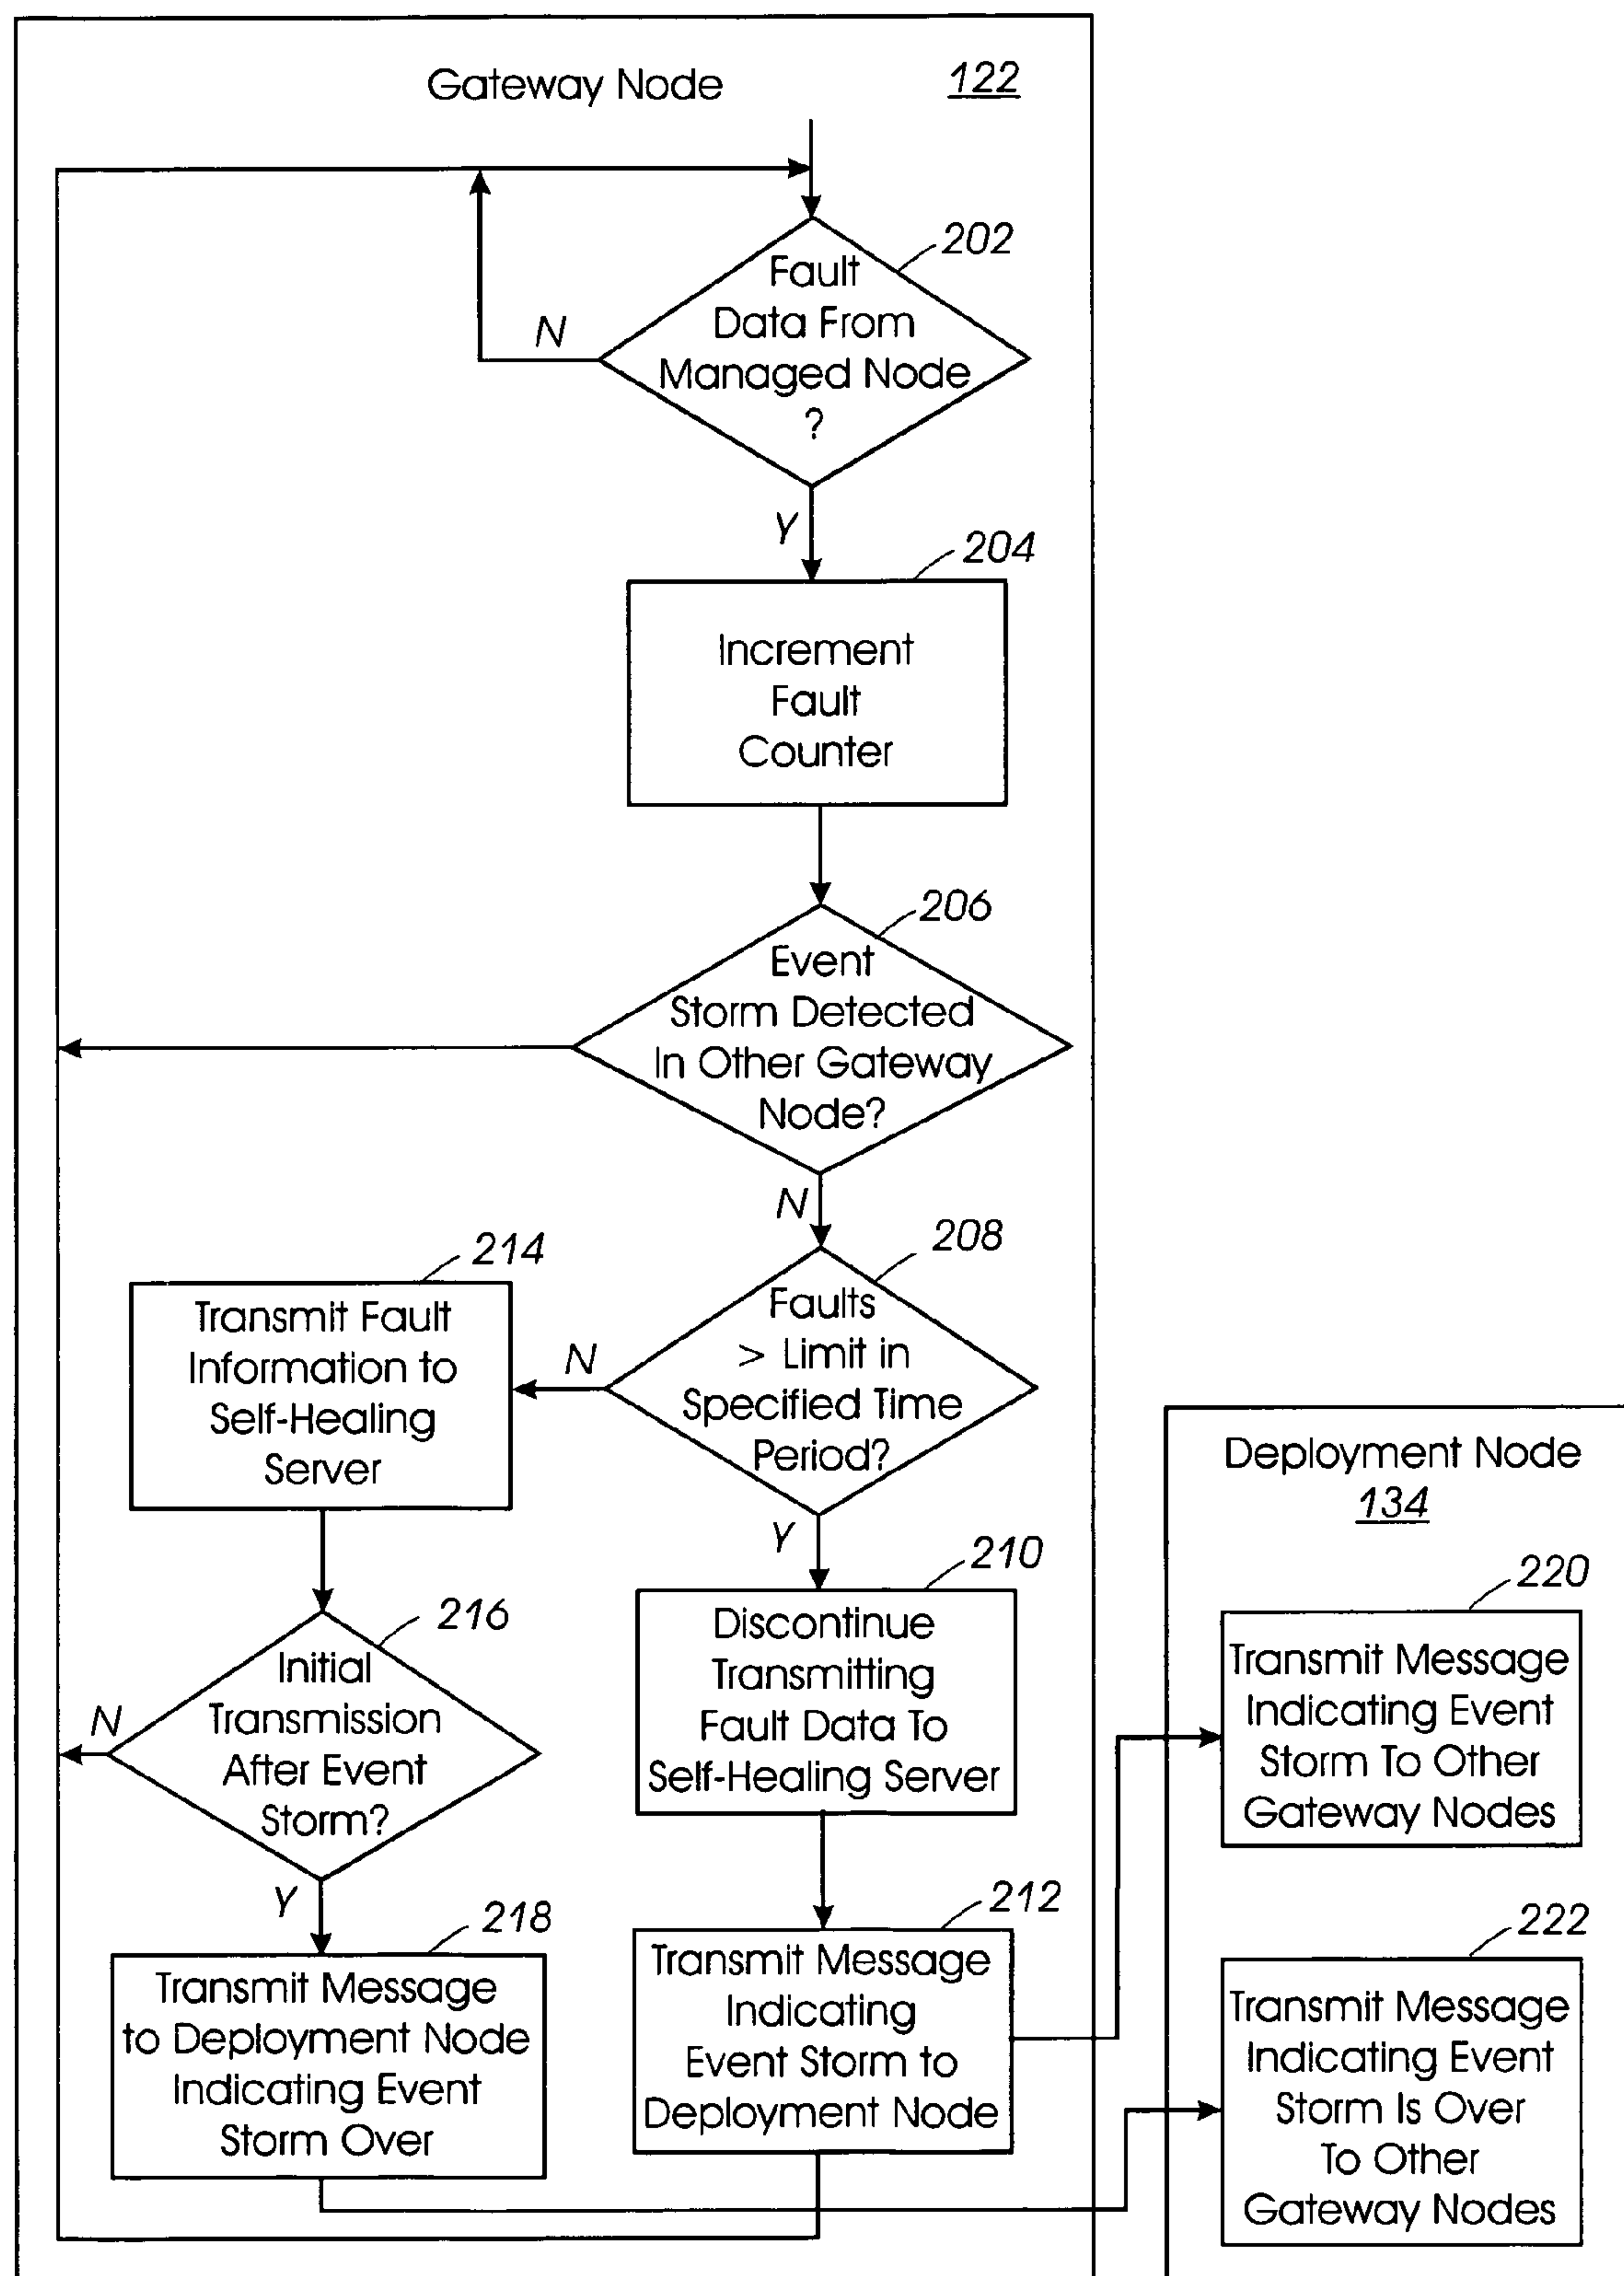 Gateway Node
122
202
Fault
Data From
Managed Node
?
N
Y
204
Increment
Fault
Counter
206
Event
Storm Detected
In Other Gateway
Node?
N
208
Faults
> Limit in
Specified Time
Period?
N
Y
214
Transmit Fault
Information to
Self-Healing
Server
216
Initial
Transmission
After Event
Storm?
N
Y
218
Transmit Message
to Deployment Node
Indicating Event
Storm Over
210
Discontinue
Transmitting
Fault Data To
Self-Healing Server
212
Transmit Message
Indicating
Event Storm to
Deployment Node
Deployment Node
134
220
Transmit Message
Indicating Event
Storm To Other
Gateway Nodes
222
Transmit Message
Indicating Event
Storm Is Over
To Other
Gateway Nodes